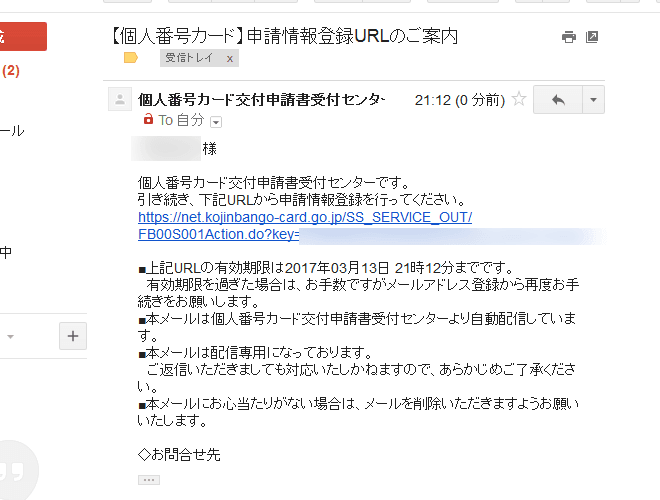 成
【個人番号カード】申請情報登録URLのご案内
(2)
受信トレイ x
個人番号カード交付申請書受付センター 21:12 (0 分前)
To 自分
ール
様
個人番号カード交付申請書受付センターです。
引き続き、下記URLから申請情報登録を行ってください。
https://net.kojinbango-card.go.jp/SS_SERVICE_OUT/
FB00S001Action.do?key=
中
■上記URLの有効期限は2017年03月13日 21時12分までです。
有効期限を過ぎた場合は、お手数ですがメールアドレス登録から再度お手
続きをお願いします。
■本メールは個人番号カード交付申請書受付センターより自動配信していま
す。
■本メールは配信専用になっております。
ご返信いただきましても対応いたしかねますので、あらかじめご了承くださ
い。
■本メールにお心当たりがない場合は、メールを削除いただきますようお願い
いたします。
◇お問合せ先